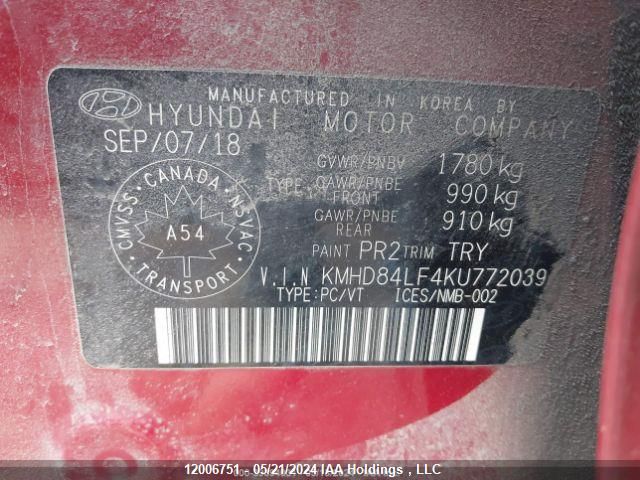 MANUFACTURED IN KOREA BY
HYUNDAI MOTOR COMPANY
SEP/07/18
GVWR/PNBV 1780 kg
TYPE
GAWR/PNBE FRONT 990 kg
GAWR/PNBE REAR 910 kg
CANADA
CMVSS NSVAC
A54
TRANSPORT
PAINT PR2 TRIM TRY
V.I.N KMHD84LF4KU772039
TYPE:PC/VT ICES/NMB-002
12006751 - 05/21/2024 IAA Holdings , LLC